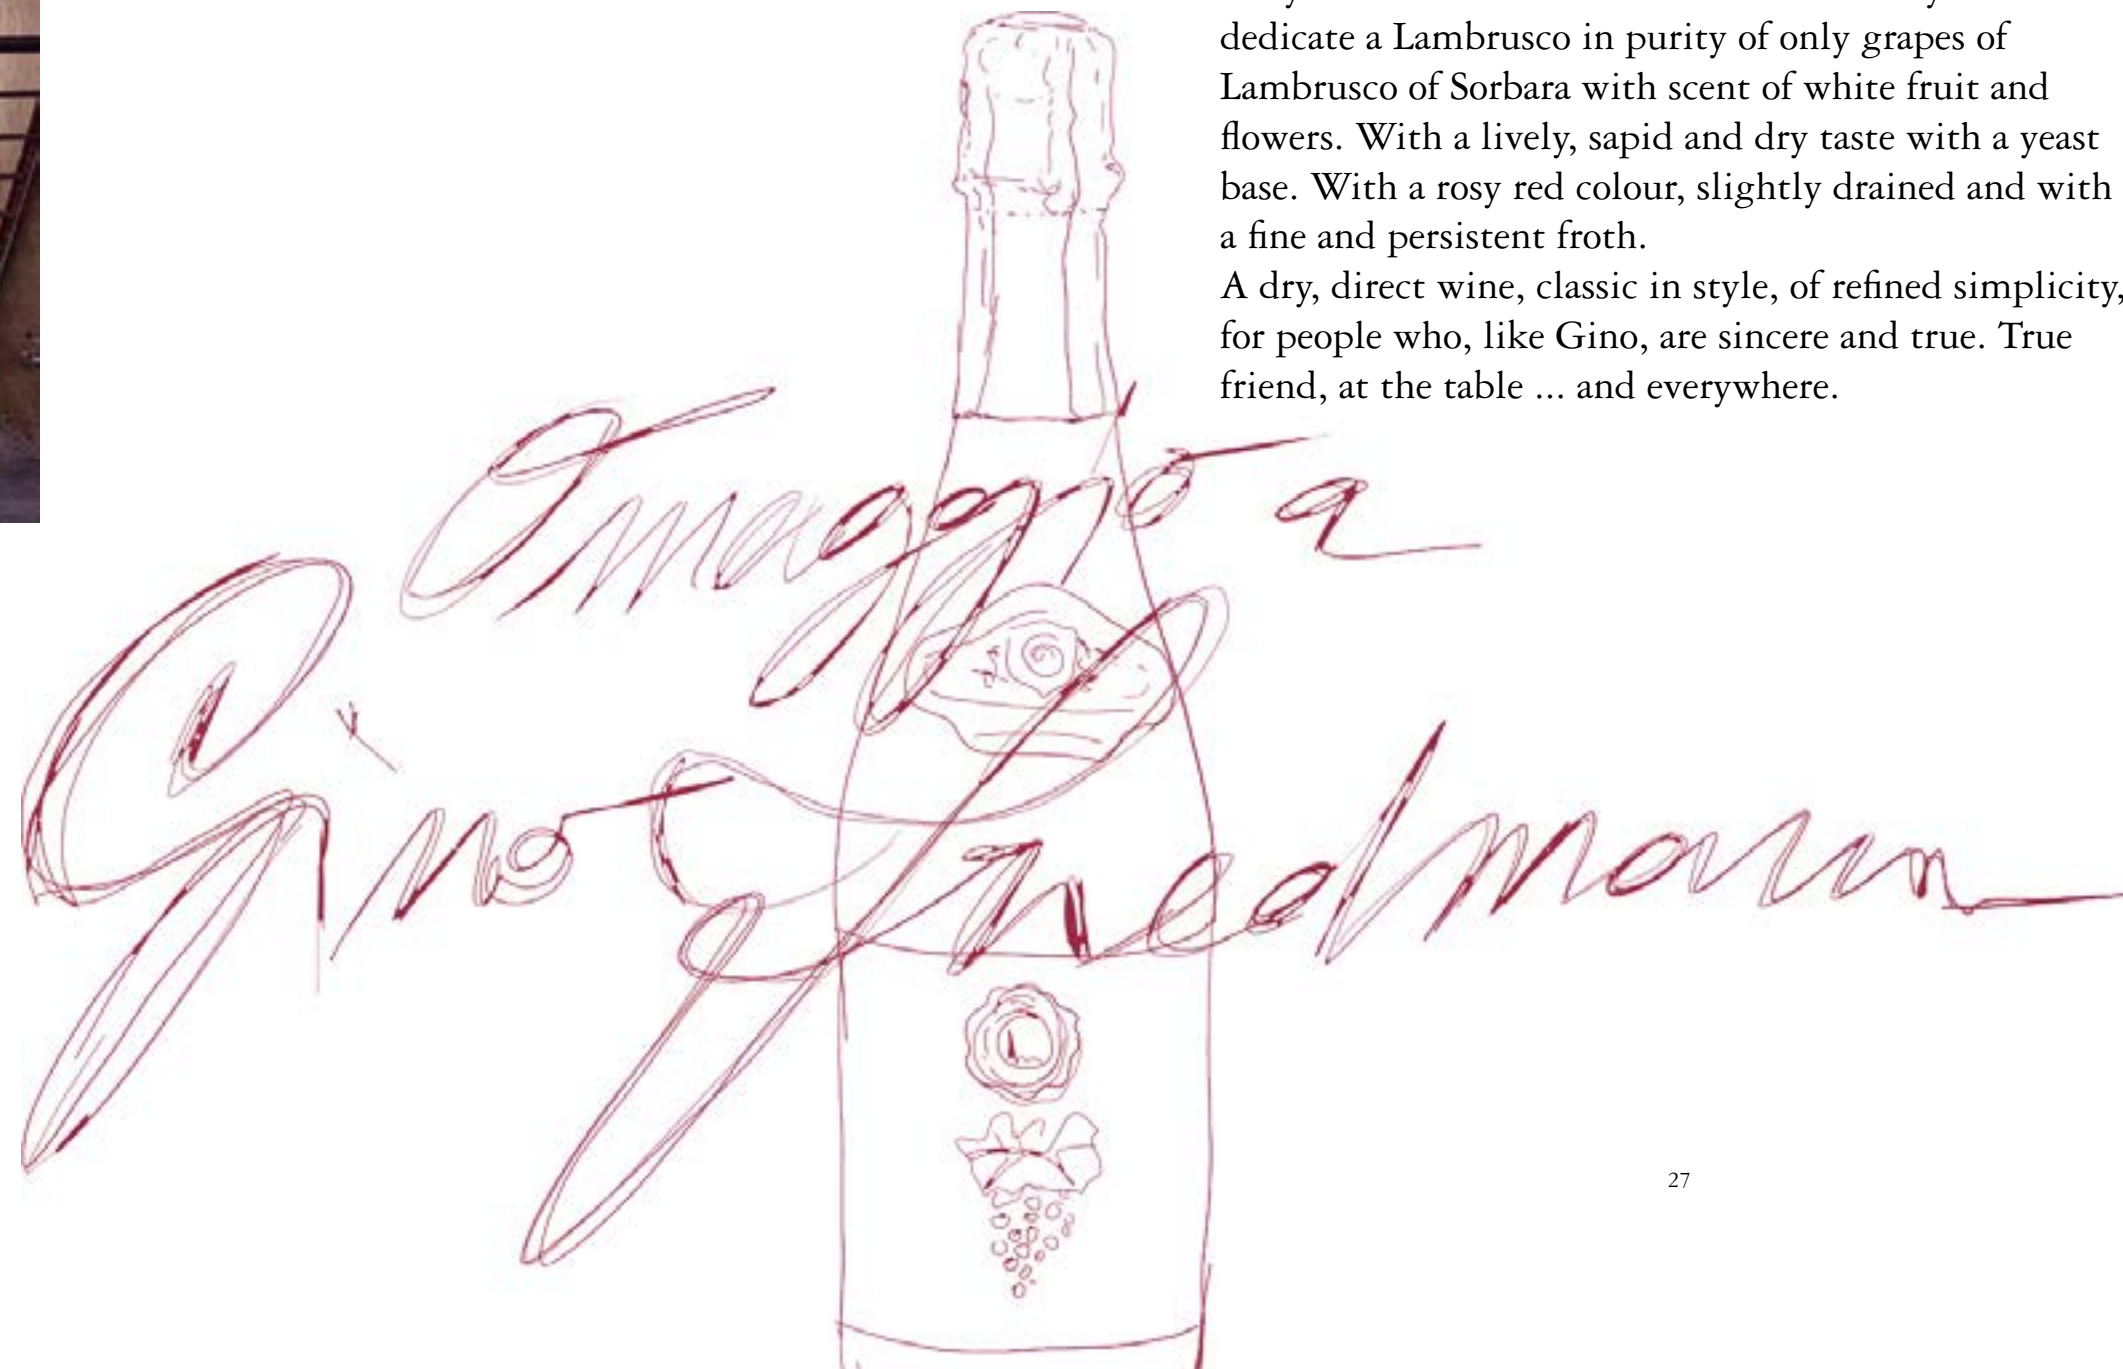 dedicate a Lambrusco in purity of only grapes of
Lambrusco of Sorbara with scent of white fruit and
flowers. With a lively, sapid and dry taste with a yeast
base. With a rosy red colour, slightly drained and with
a fine and persistent froth.
A dry, direct wine, classic in style, of refined simplicity,
for people who, like Gino, are sincere and true. True
friend, at the table ... and everywhere.
Omaggio a
Gino Friedmann
27